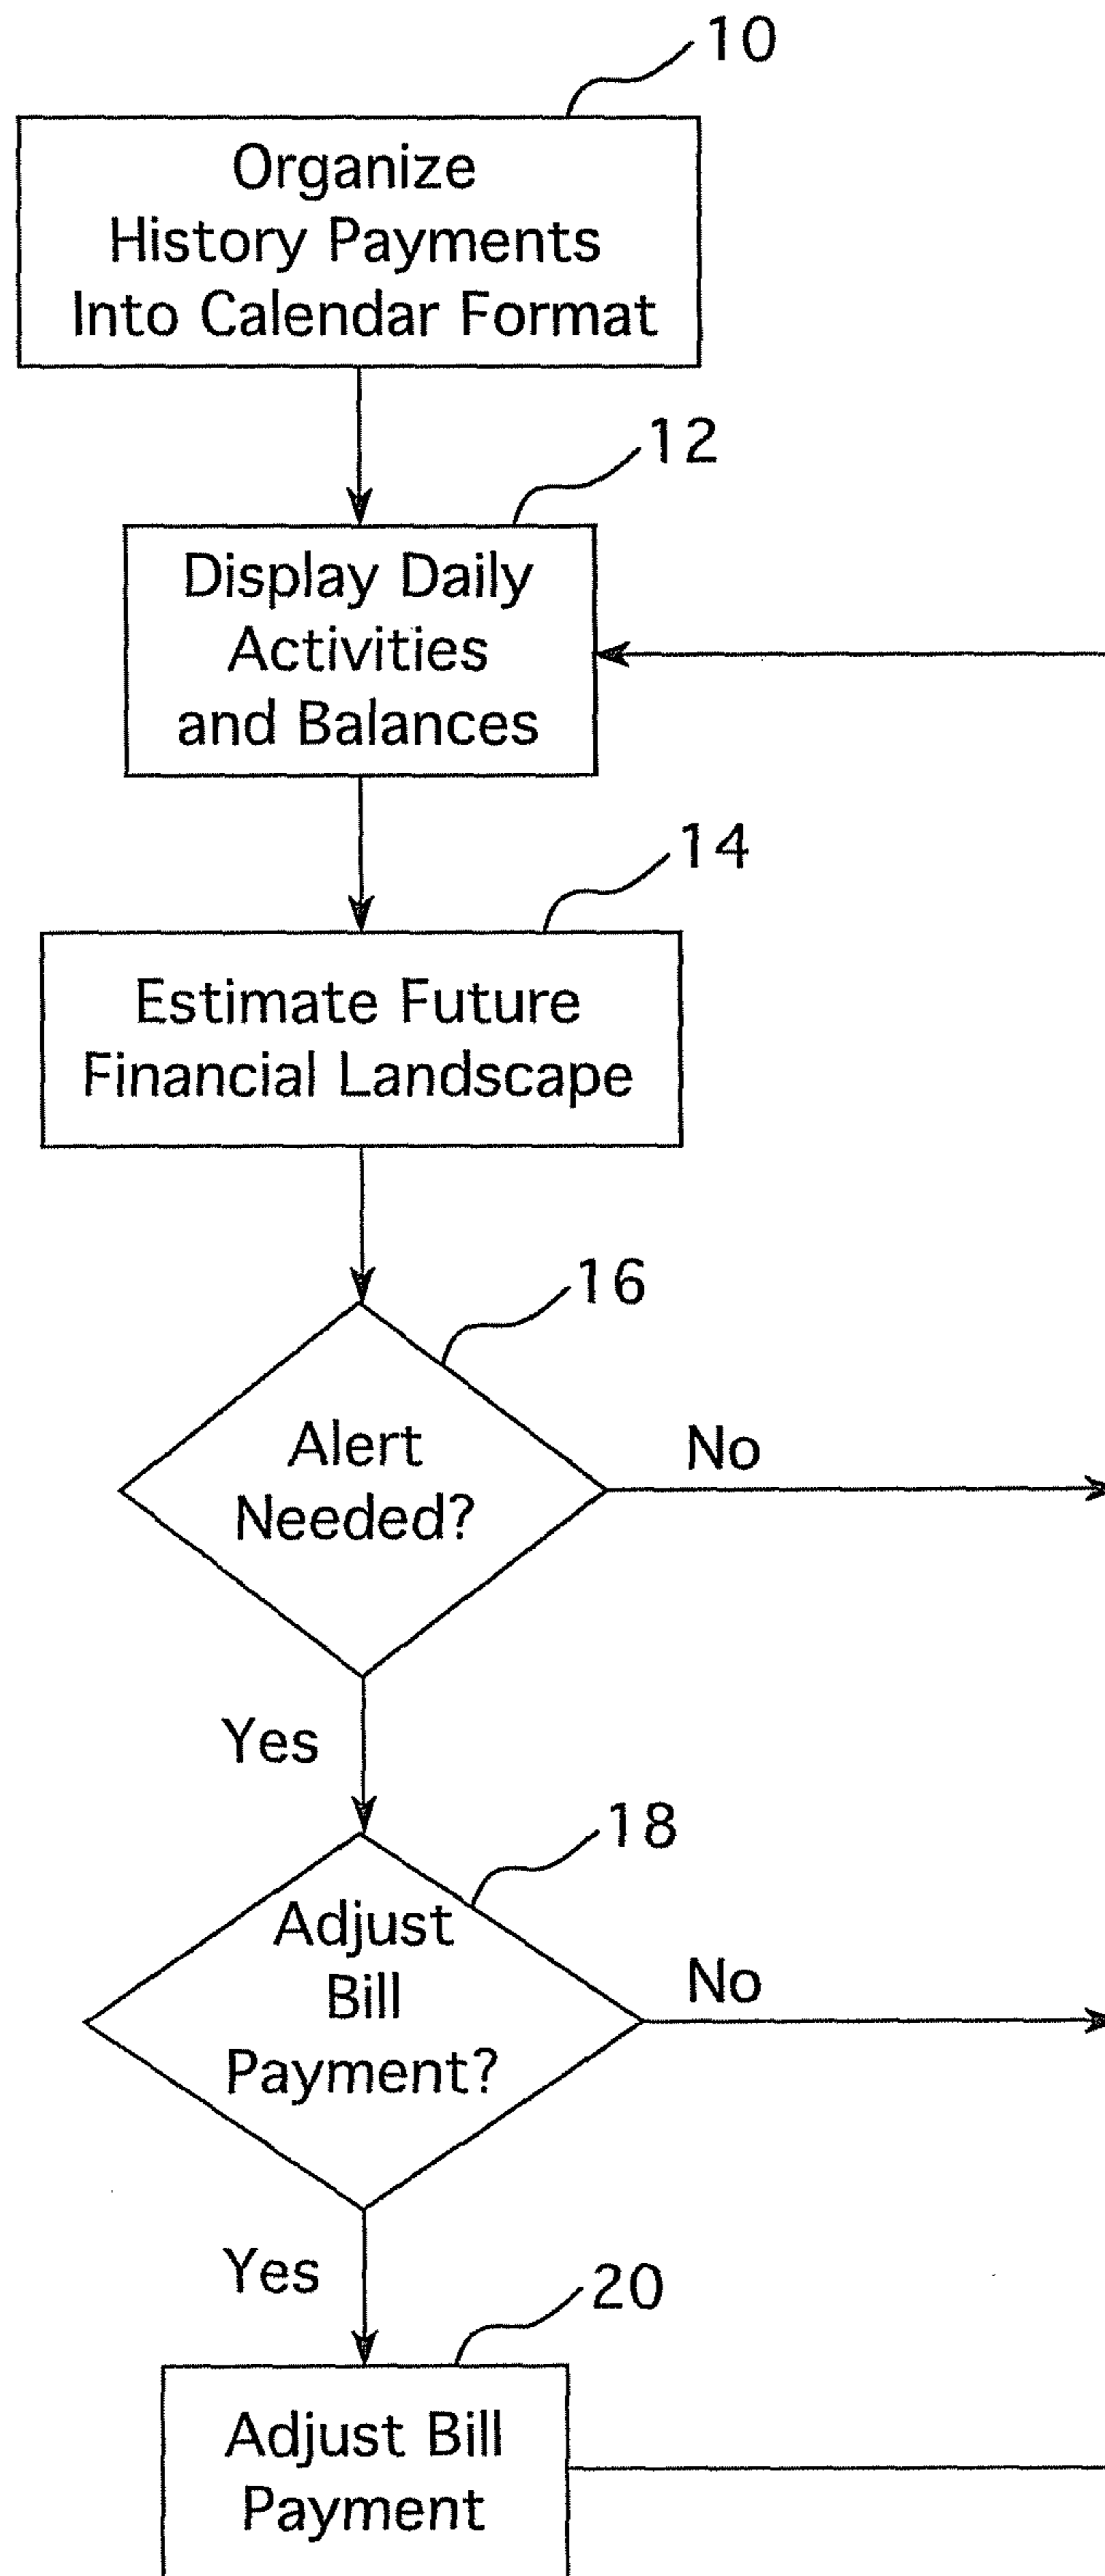 10
Organize
History Payments
Into Calendar Format
12
Display Daily
Activities
and Balances
14
Estimate Future
Financial Landscape
16
Alert
Needed?
No
Yes
18
Adjust
Bill
Payment?
No
Yes
20
Adjust Bill
Payment